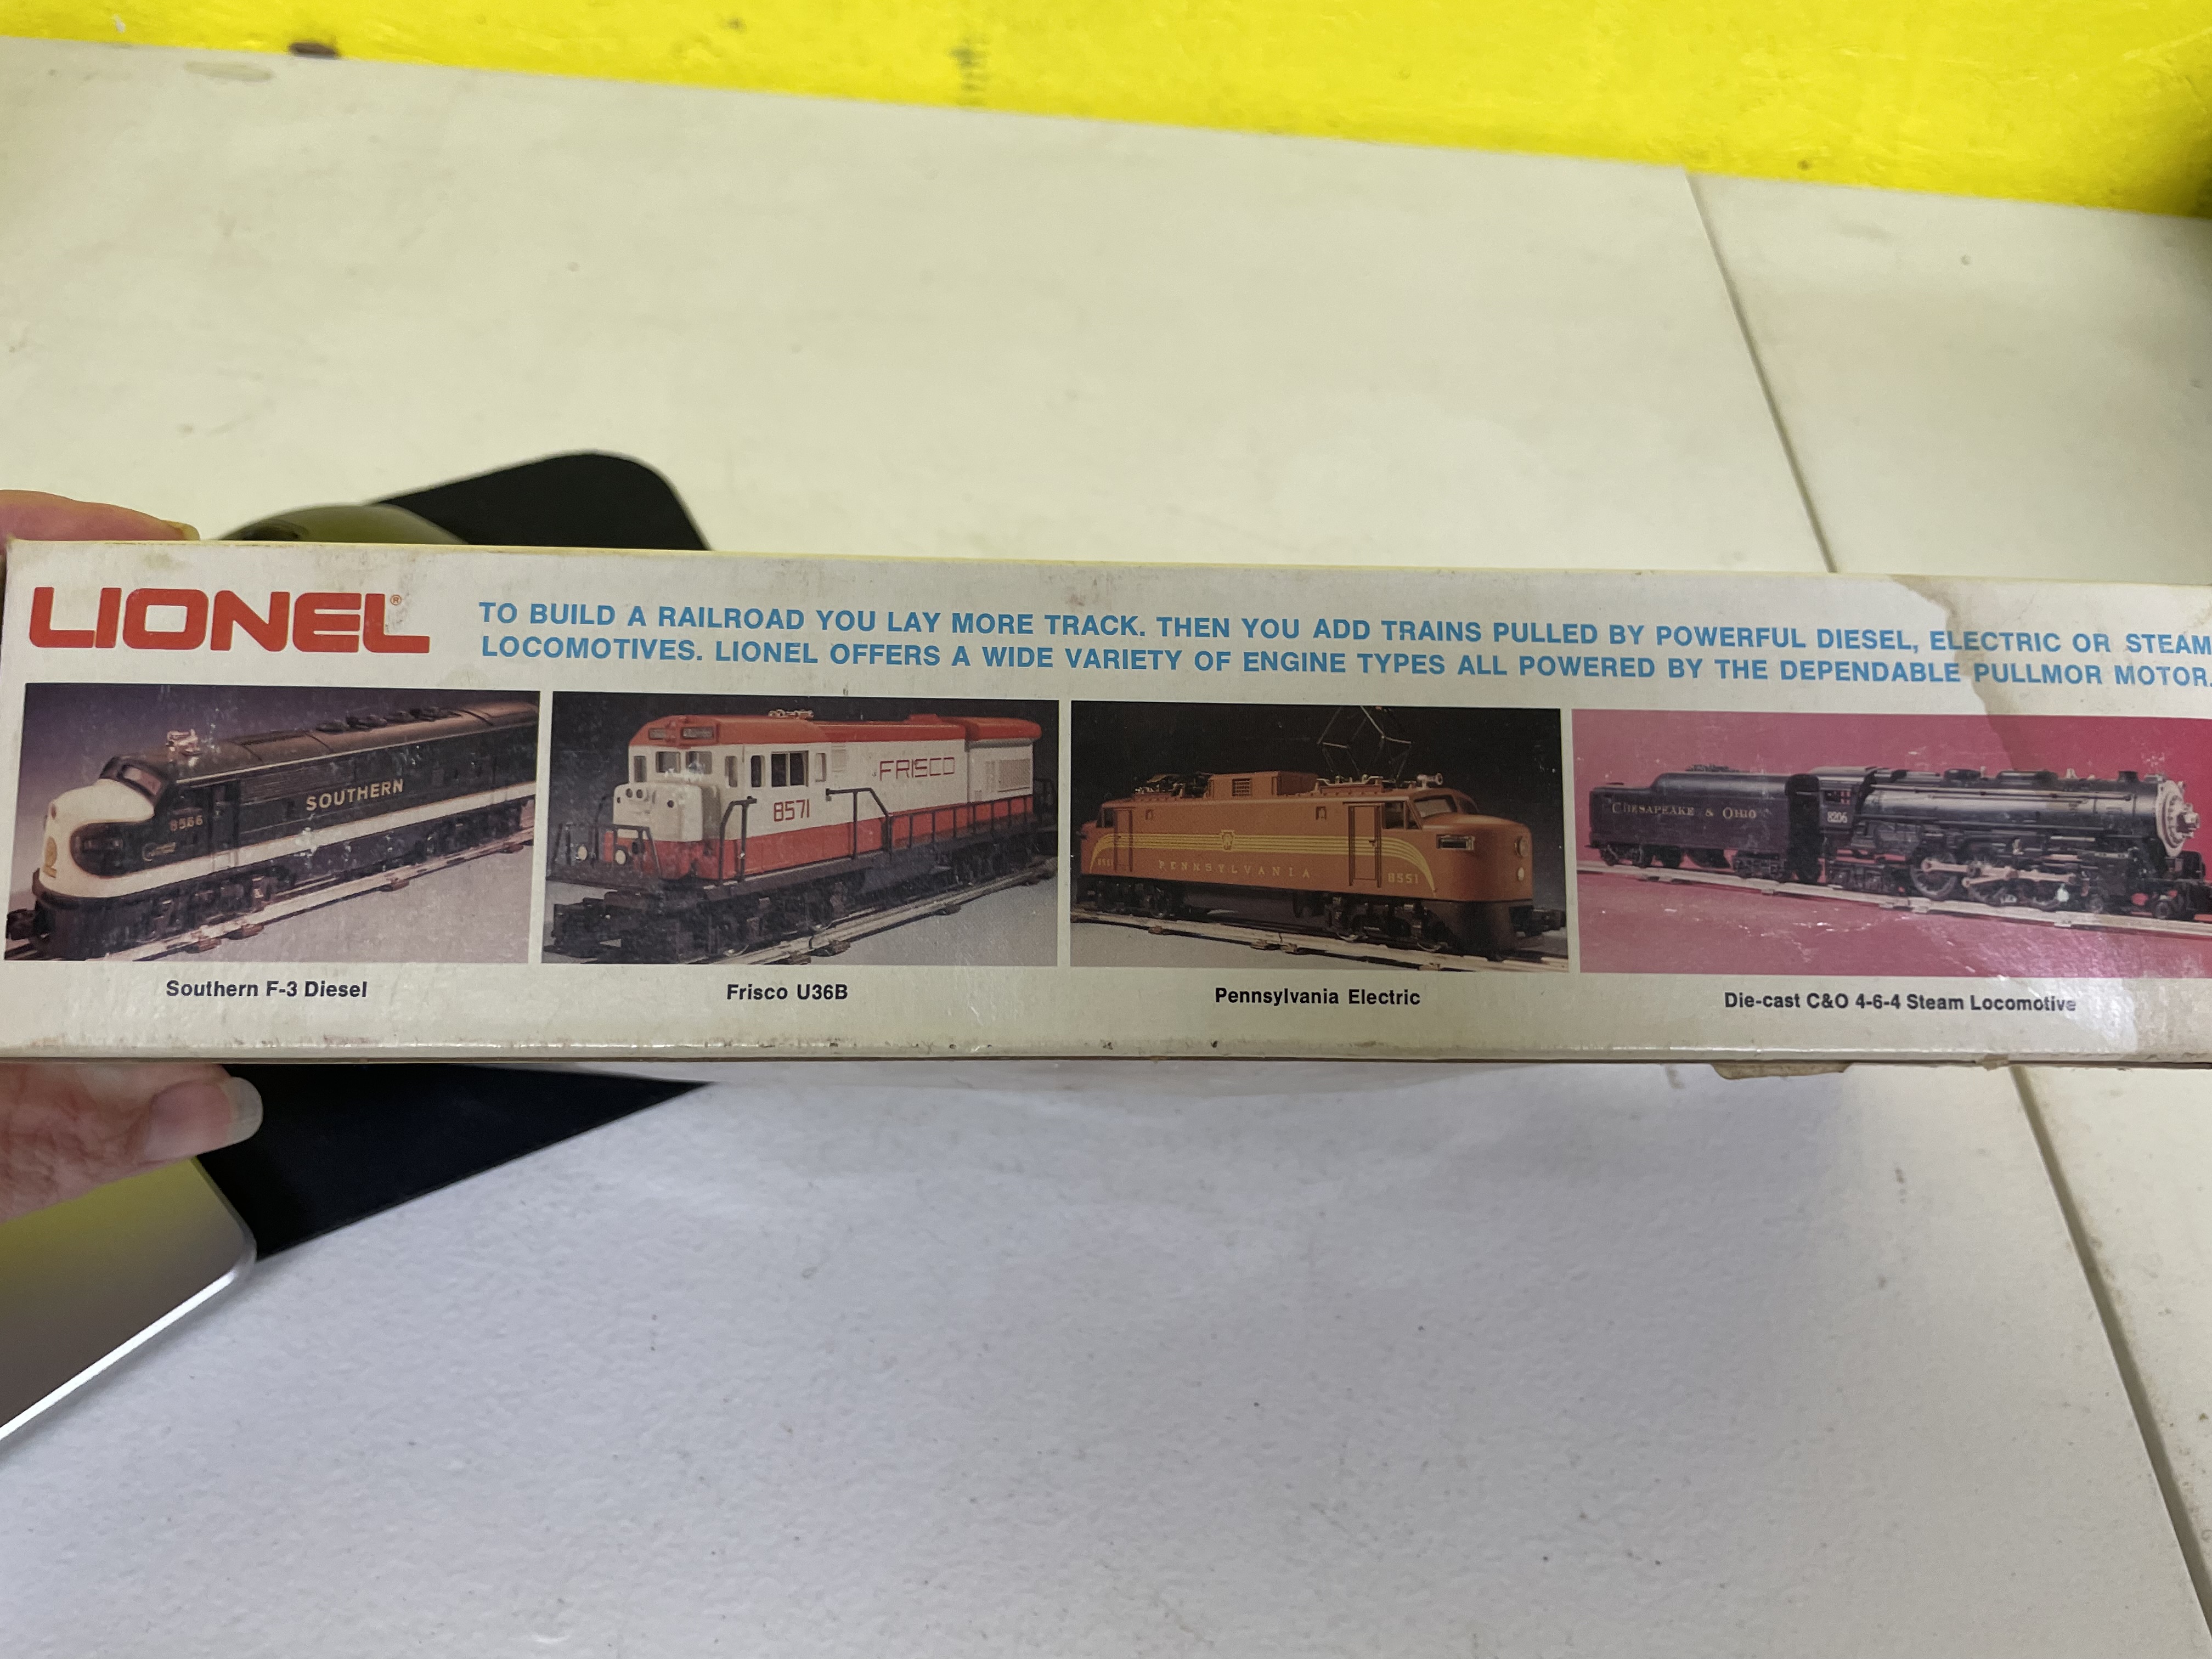 LIONEL®
TO BUILD A RAILROAD YOU LAY MORE TRACK. THEN YOU ADD TRAINS PULLED BY POWERFUL DIESEL, ELECTRIC OR STEAM
LOCOMOTIVES. LIONEL OFFERS A WIDE VARIETY OF ENGINE TYPES ALL POWERED BY THE DEPENDABLE PULLMOR MOTOR.
SOUTHERN
8566
FRISCO
8571
PENNSYLVANIA
8551
8551
CHESAPEAKE & OHIO
8206
Southern F-3 Diesel
Frisco U36B
Pennsylvania Electric
Die-cast C&O 4-6-4 Steam Locomotive